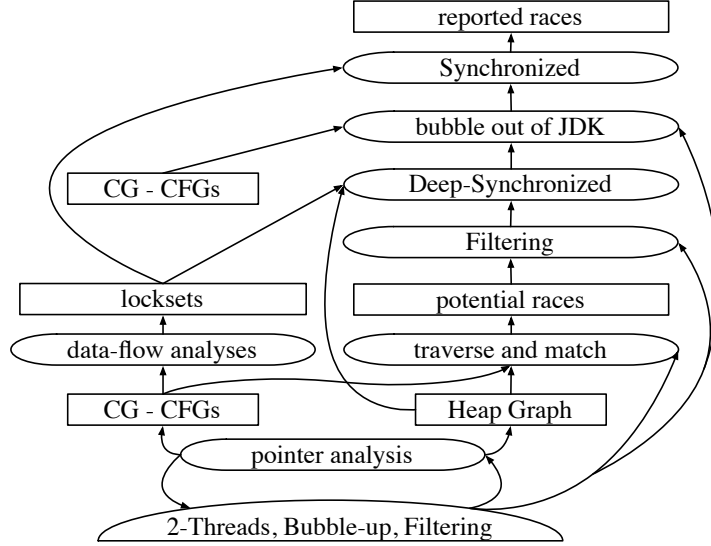 reported races
Synchronized
bubble out of JDK
CG - CFGs
Deep-Synchronized
Filtering
locksets
potential races
data-flow analyses
traverse and match
CG - CFGs
Heap Graph
pointer analysis
2-Threads, Bubble-up, Filtering